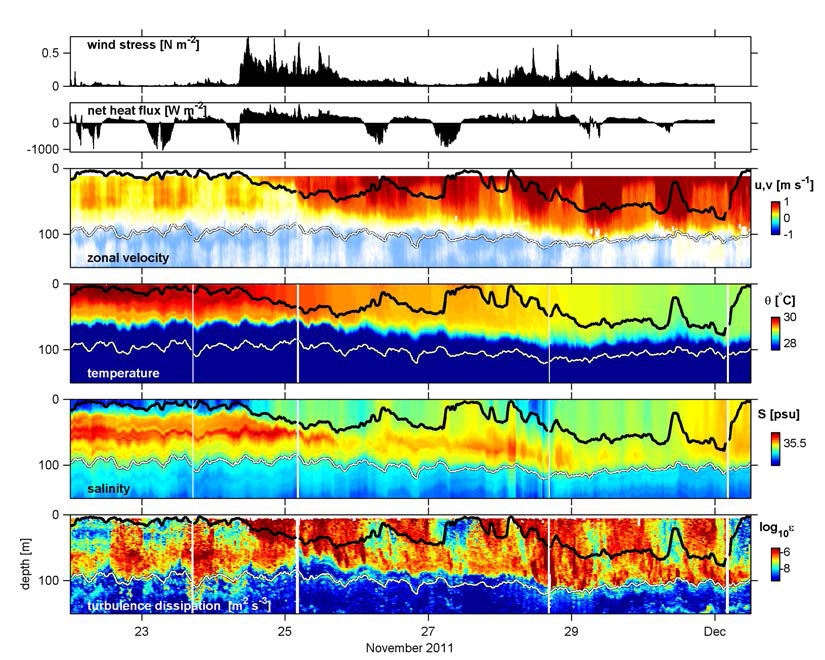 wind stress [N m-2]
0.5
0
net heat flux [W m-2]
0
-1000
0
100
zonal velocity
u,v [m s-1]
1
0
-1
0
100
temperature
θ [°C]
30
28
0
100
salinity
S [psu]
35.5
0
100
depth [m]
turbulence dissipation [m2 s-3]
log10ε
-6
-8
23 25 27 29 Dec
November 2011